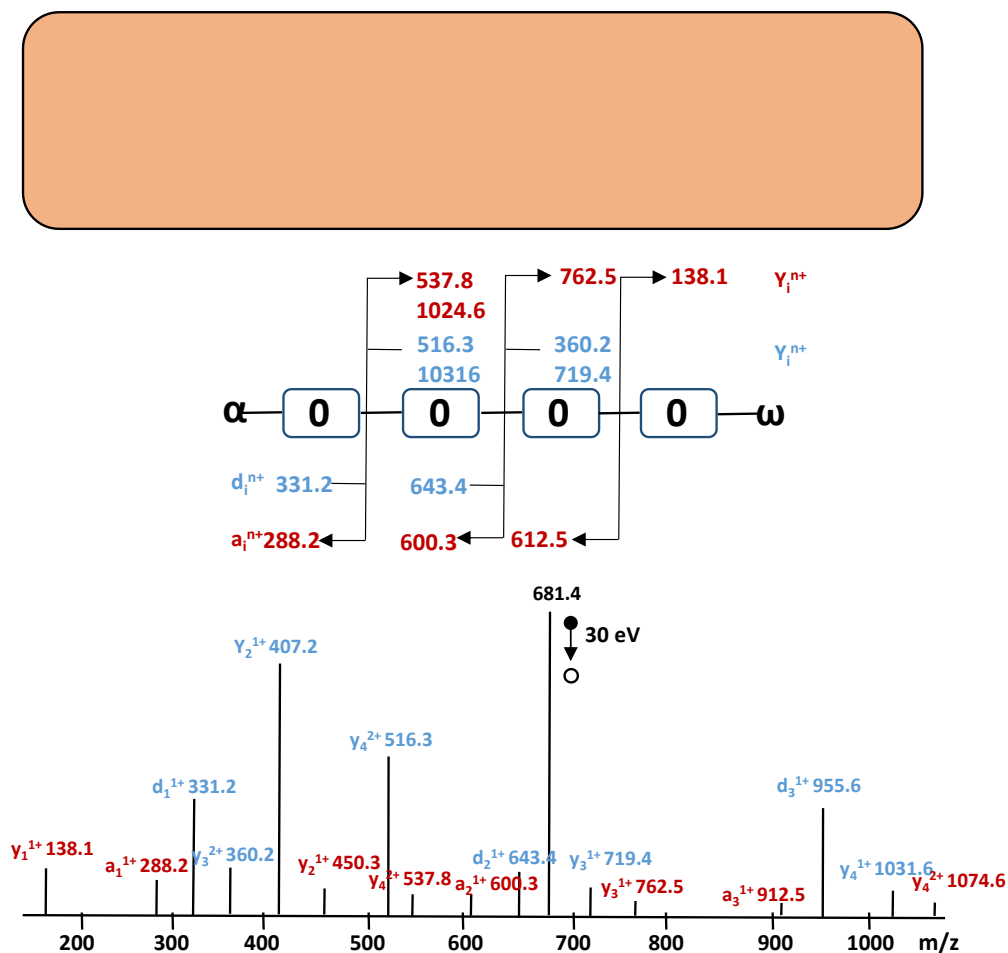 537.8 762.5 138.1 Yᵢⁿ⁺
1024.6
516.3 360.2 Yᵢⁿ⁺
10316 719.4
α 0 0 0 0 ω
dᵢⁿ⁺ 331.2 643.4
aᵢⁿ⁺ 288.2 600.3 612.5
681.4
30 eV
Y₂¹⁺ 407.2
y₄²⁺ 516.3
d₁¹⁺ 331.2
d₃¹⁺ 955.6
y₁¹⁺ 138.1
a₁¹⁺ 288.2
y₃²⁺ 360.2
y₂¹⁺ 450.3
y₄²⁺ 537.8
a₂¹⁺ 600.3
d₂¹⁺ 643.4
y₃¹⁺ 719.4
y₃¹⁺ 762.5
a₃¹⁺ 912.5
y₄¹⁺ 1031.6
y₄²⁺ 1074.6
200 300 400 500 600 700 800 900 1000 m/z